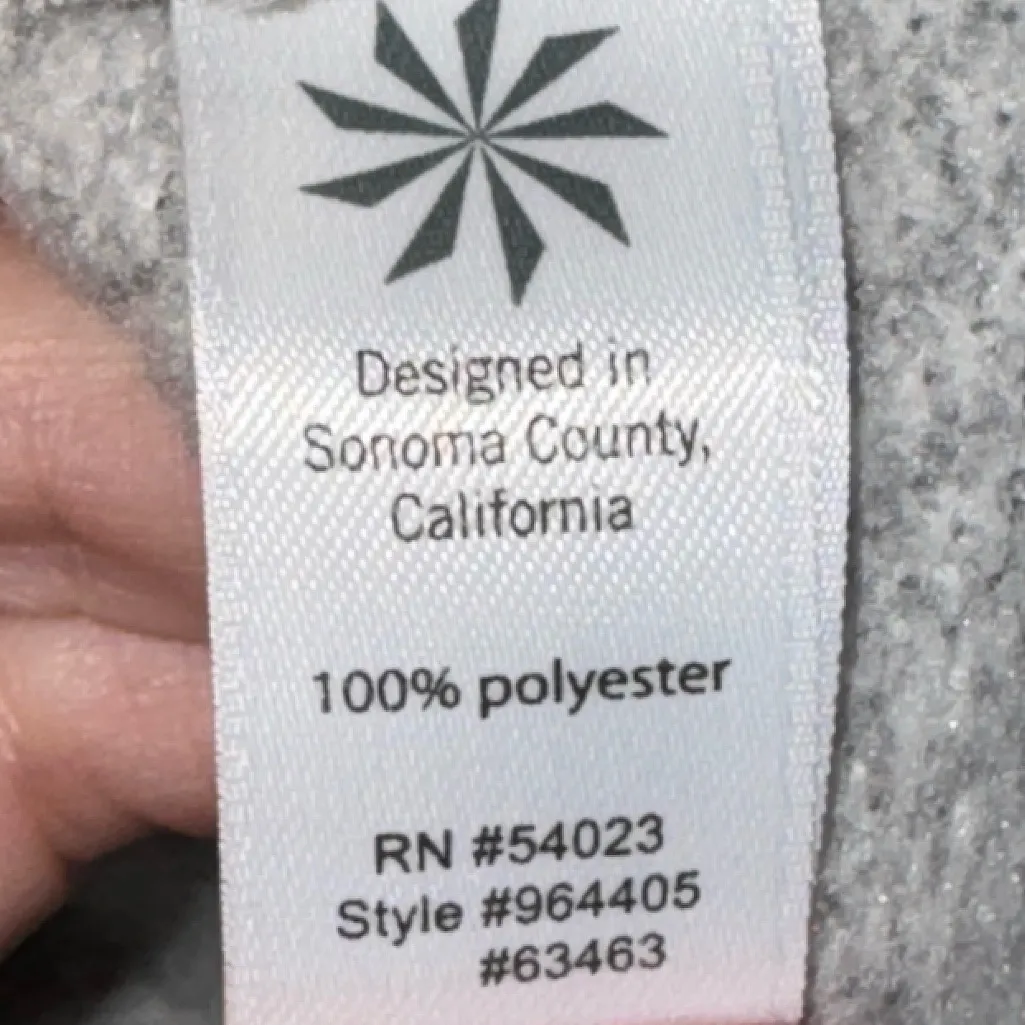 Designed in
Sonoma County,
California
100% polyester
RN #54023
Style #964405
#63463